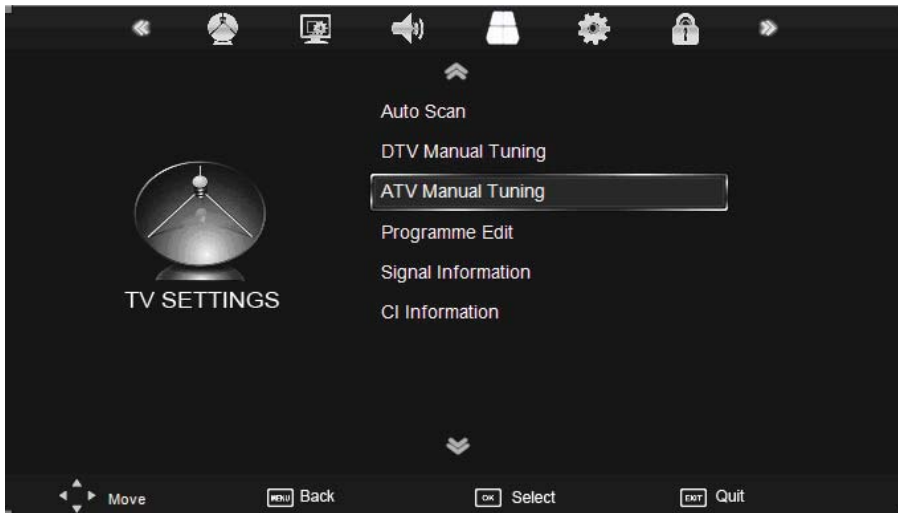 Auto Scan
DTV Manual Tuning
ATV Manual Tuning
Programme Edit
Signal Information
CI Information
TV SETTINGS
Move MENU Back OK Select EXIT Quit